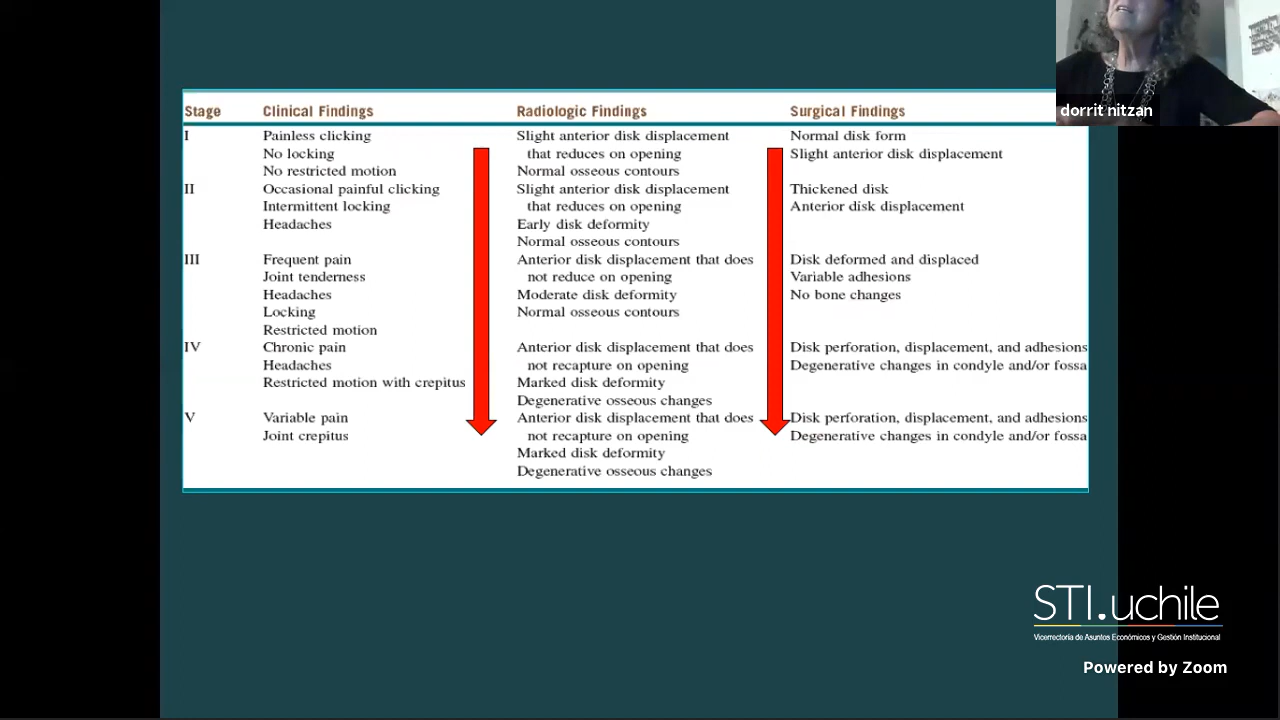 dorrit nitzan
Stage Clinical Findings Radiologic Findings Surgical Findings
I Painless clicking Slight anterior disk displacement Normal disk form
No locking that reduces on opening Slight anterior disk displacement
No restricted motion Normal osseous contours
II Occasional painful clicking Slight anterior disk displacement Thickened disk
Intermittent locking that reduces on opening Anterior disk displacement
Headaches Early disk deformity
Normal osseous contours
III Frequent pain Anterior disk displacement that does Disk deformed and displaced
Joint tenderness not reduce on opening Variable adhesions
Headaches Moderate disk deformity No bone changes
Locking Normal osseous contours
Restricted motion
IV Chronic pain Anterior disk displacement that does Disk perforation, displacement, and adhesions
Headaches not recapture on opening Degenerative changes in condyle and/or fossa
Restricted motion with crepitus Marked disk deformity
Degenerative osseous changes
V Variable pain Anterior disk displacement that does Disk perforation, displacement, and adhesions
Joint crepitus not recapture on opening Degenerative changes in condyle and/or fossa
Marked disk deformity
Degenerative osseous changes
STI.uchile
Vicerrectoría de Asuntos Económicos y Gestión Institucional
Powered by Zoom